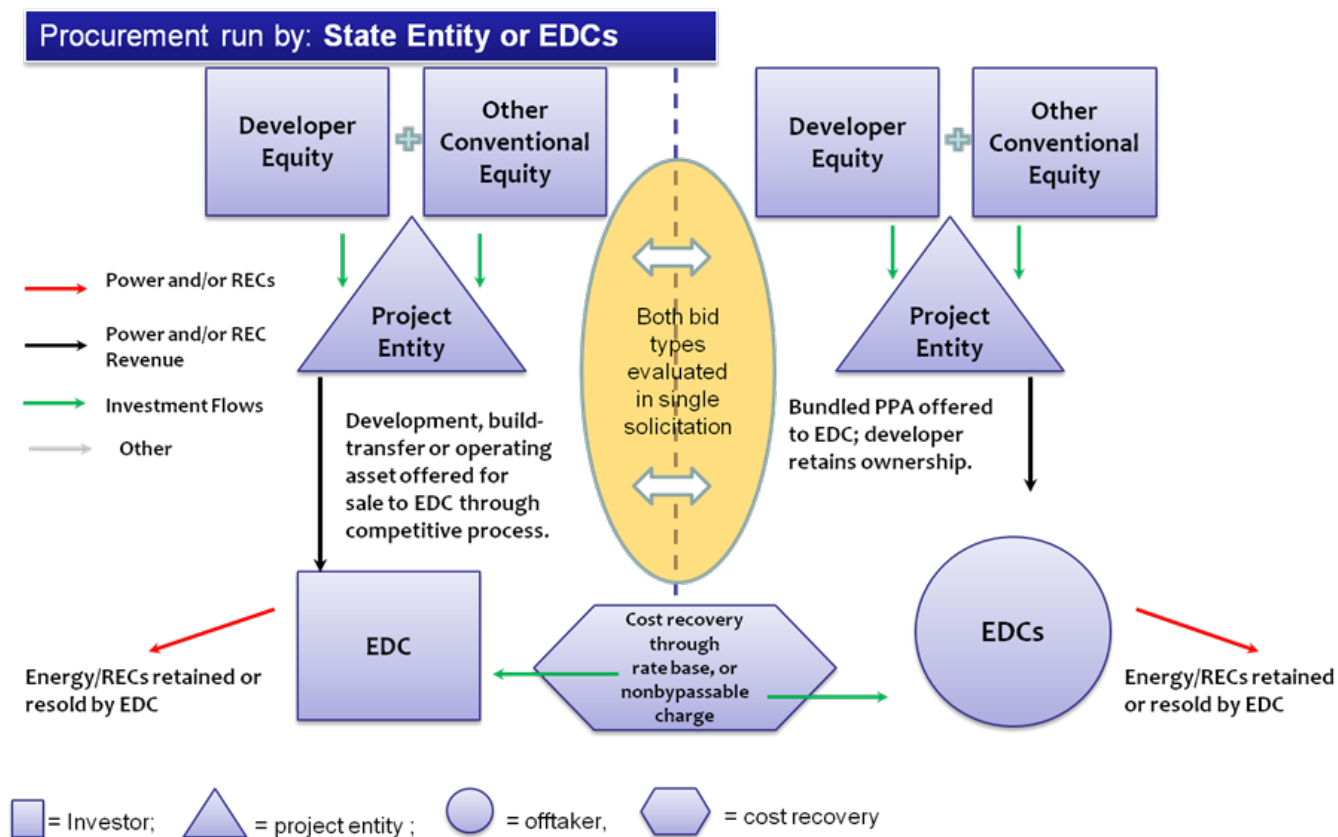 Procurement run by: State Entity or EDCs
Developer
Equity
Other
Conventional
Equity
Developer
Equity
Other
Conventional
Equity
Power and/or RECs
Power and/or REC
Revenue
Investment Flows
Other
Project
Entity
Both bid
types
evaluated
in single
solicitation
Project
Entity
Development, build-
transfer or operating
asset offered for
sale to EDC through
competitive process.
Bundled PPA offered
to EDC; developer
retains ownership.
EDC
Cost recovery
through
rate base, or
nonbypassable
charge
EDCs
Energy/RECs retained or
resold by EDC
Energy/RECs retained
or resold by EDC
= Investor;
= project entity ;
= offtaker,
= cost recovery